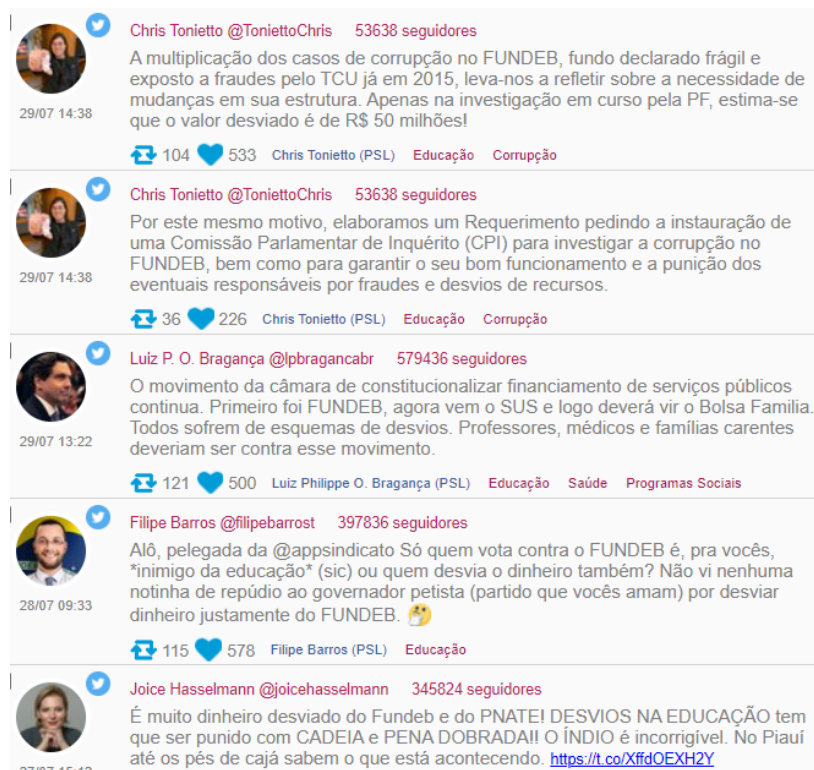 Chris Tonietto @ToniettoChris 53638 seguidores
A multiplicação dos casos de corrupção no FUNDEB, fundo declarado frágil e
exposto a fraudes pelo TCU já em 2015, leva-nos a refletir sobre a necessidade de
mudanças em sua estrutura. Apenas na investigação em curso pela PF, estima-se
que o valor desviado é de R$ 50 milhões!
29/07 14:38
104 533 Chris Tonietto (PSL) Educação Corrupção
Chris Tonietto @ToniettoChris 53638 seguidores
Por este mesmo motivo, elaboramos um Requerimento pedindo a instauração de
uma Comissão Parlamentar de Inquérito (CPI) para investigar a corrupção no
FUNDEB, bem como para garantir o seu bom funcionamento e a punição dos
eventuais responsáveis por fraudes e desvios de recursos.
29/07 14:38
36 226 Chris Tonietto (PSL) Educação Corrupção
Luiz P. O. Bragança @lpbragancabr 579436 seguidores
O movimento da câmara de constitucionalizar financiamento de serviços públicos
continua. Primeiro foi FUNDEB, agora vem o SUS e logo deverá vir o Bolsa Familia.
Todos sofrem de esquemas de desvios. Professores, médicos e famílias carentes
deveriam ser contra esse movimento.
29/07 13:22
121 500 Luiz Philippe O. Bragança (PSL) Educação Saúde Programas Sociais
Filipe Barros @filipebarrost 397836 seguidores
Alô, pelegada da @appsindicato Só quem vota contra o FUNDEB é, pra vocês,
*inimigo da educação* (sic) ou quem desvia o dinheiro também? Não vi nenhuma
notinha de repúdio ao governador petista (partido que vocês amam) por desviar
dinheiro justamente do FUNDEB. 🤔
28/07 09:33
115 578 Filipe Barros (PSL) Educação
Joice Hasselmann @joicehasselmann 345824 seguidores
É muito dinheiro desviado do Fundeb e do PNATE! DESVIOS NA EDUCAÇÃO tem
que ser punido com CADEIA e PENA DOBRADA!! O ÍNDIO é incorrigível. No Piauí
até os pés de cajá sabem o que está acontecendo. https://t.co/XffdOEXH2Y